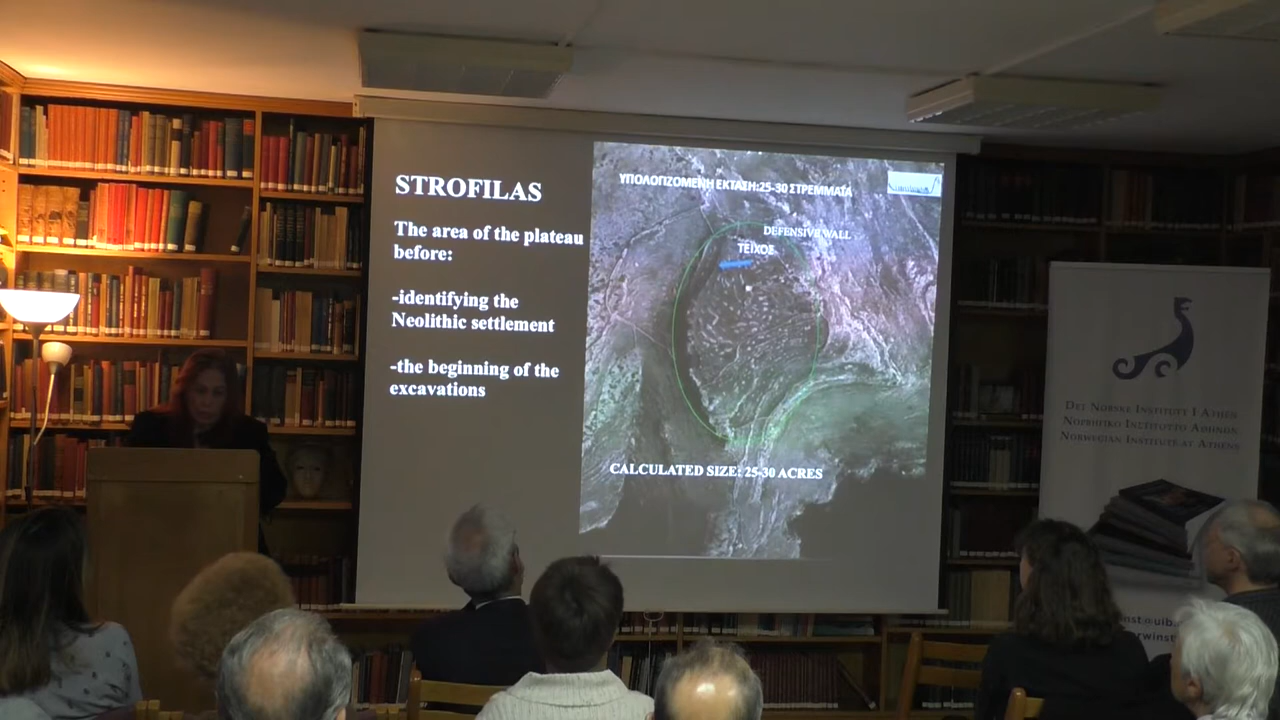 STROFILAS
The area of the plateau
before:
-identifying the
Neolithic settlement
-the beginning of the
excavations
ΥΠΟΛΟΓΙΖΟΜΕΝΗ ΕΚΤΑΣΗ:25-30 ΣΤΡΕΜΜΑΤΑ
DEFENSIVE WALL
ΤΕΙΧΟΣ
CALCULATED SIZE: 25-30 ACRES
DET NORSKE INSTITUTT I ATHEN
ΝΟΡΒΗΓΙΚΟ ΙΝΣΤΙΤΟΥΤΟ ΑΘΗΝΩΝ
NORWEGIAN INSTITUTE AT ATHENS